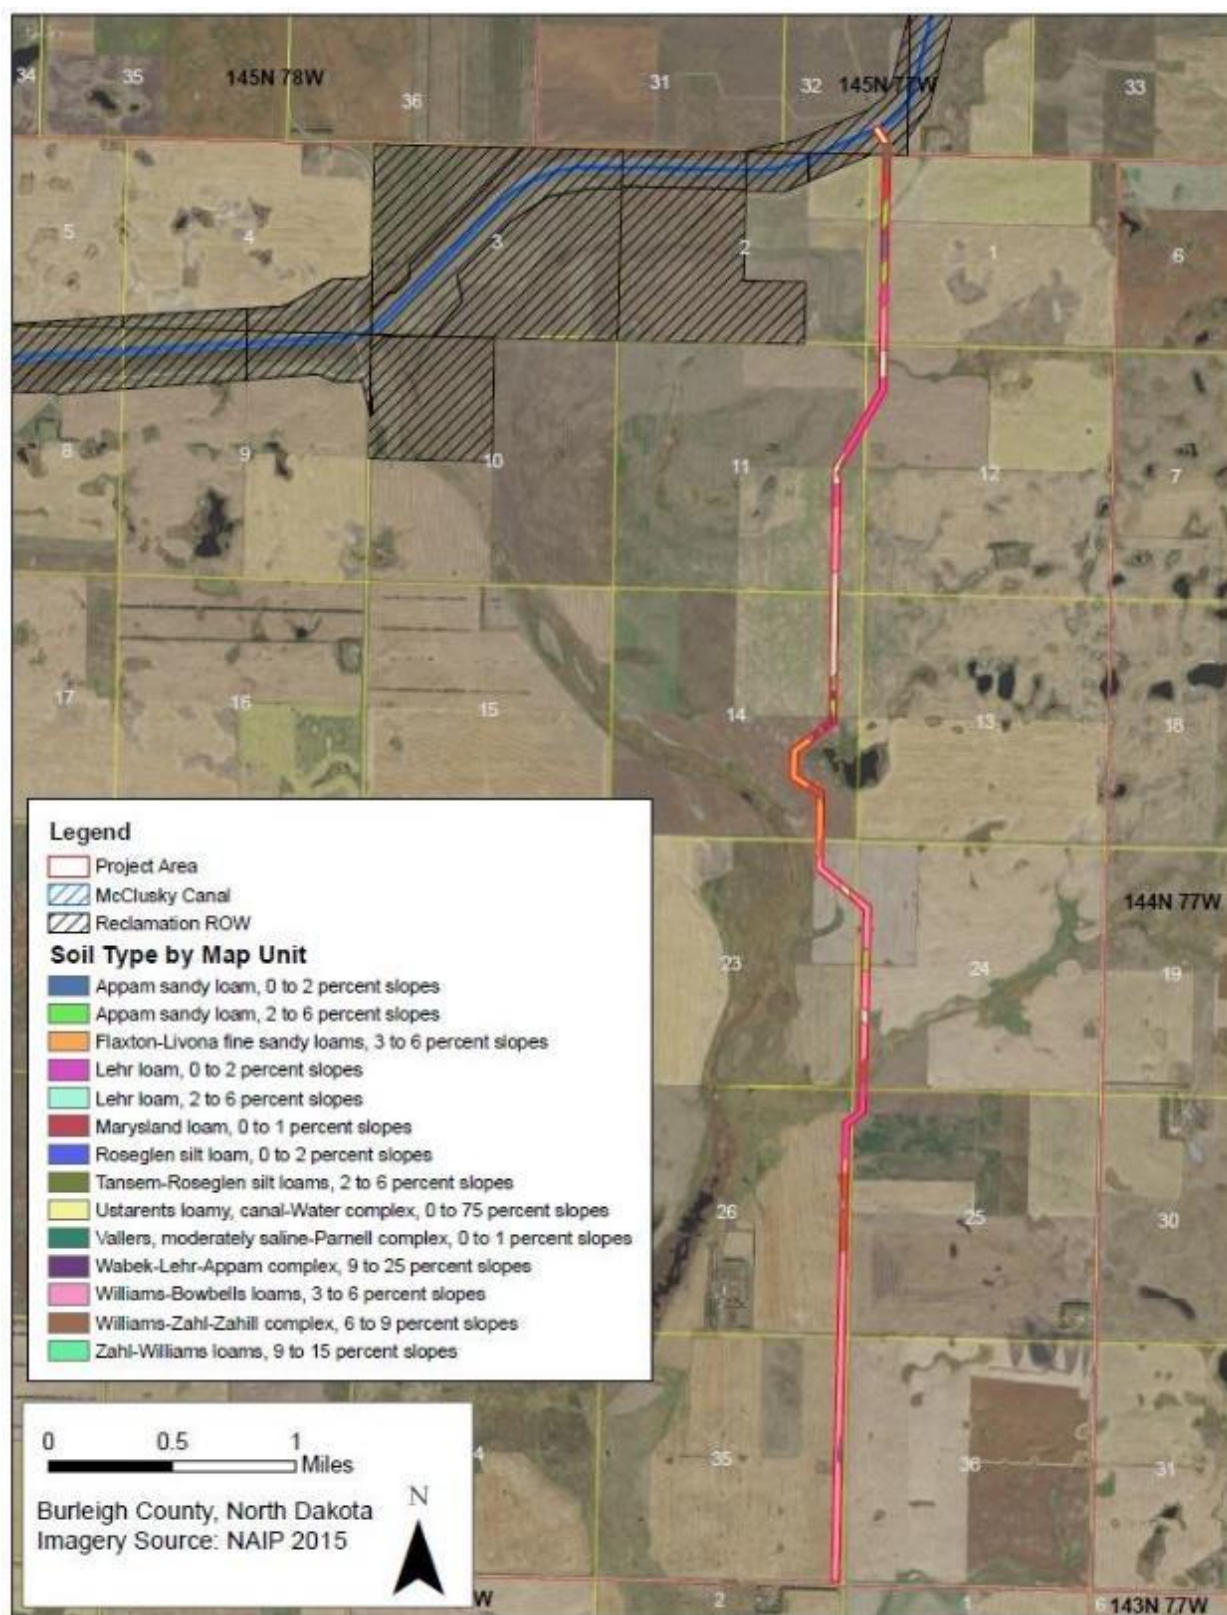 34
35
145N 78W
36
31
32
145N 77W
33
5
4
3
2
1
6
8
9
10
11
12
7
17
16
15
14
13
18
Legend
Project Area
McClusky Canal
Reclamation ROW
Soil Type by Map Unit
Appam sandy loam, 0 to 2 percent slopes
Appam sandy loam, 2 to 6 percent slopes
Flaxton-Livona fine sandy loams, 3 to 6 percent slopes
Lehr loam, 0 to 2 percent slopes
Lehr loam, 2 to 6 percent slopes
Marysland loam, 0 to 1 percent slopes
Roseglen silt loam, 0 to 2 percent slopes
Tansem-Roseglen silt loams, 2 to 6 percent slopes
Ustarents loamy, canal-Water complex, 0 to 75 percent slopes
Vallers, moderately saline-Parnell complex, 0 to 1 percent slopes
Wabek-Lehr-Appam complex, 9 to 25 percent slopes
Williams-Bowbells loams, 3 to 6 percent slopes
Williams-Zahl-Zahill complex, 6 to 9 percent slopes
Zahl-Williams loams, 9 to 15 percent slopes
144N 77W
23
24
19
26
25
30
35
36
31
0 0.5 1
Miles
Burleigh County, North Dakota
Imagery Source: NAIP 2015
N
4
W
2
1
6
143N 77W